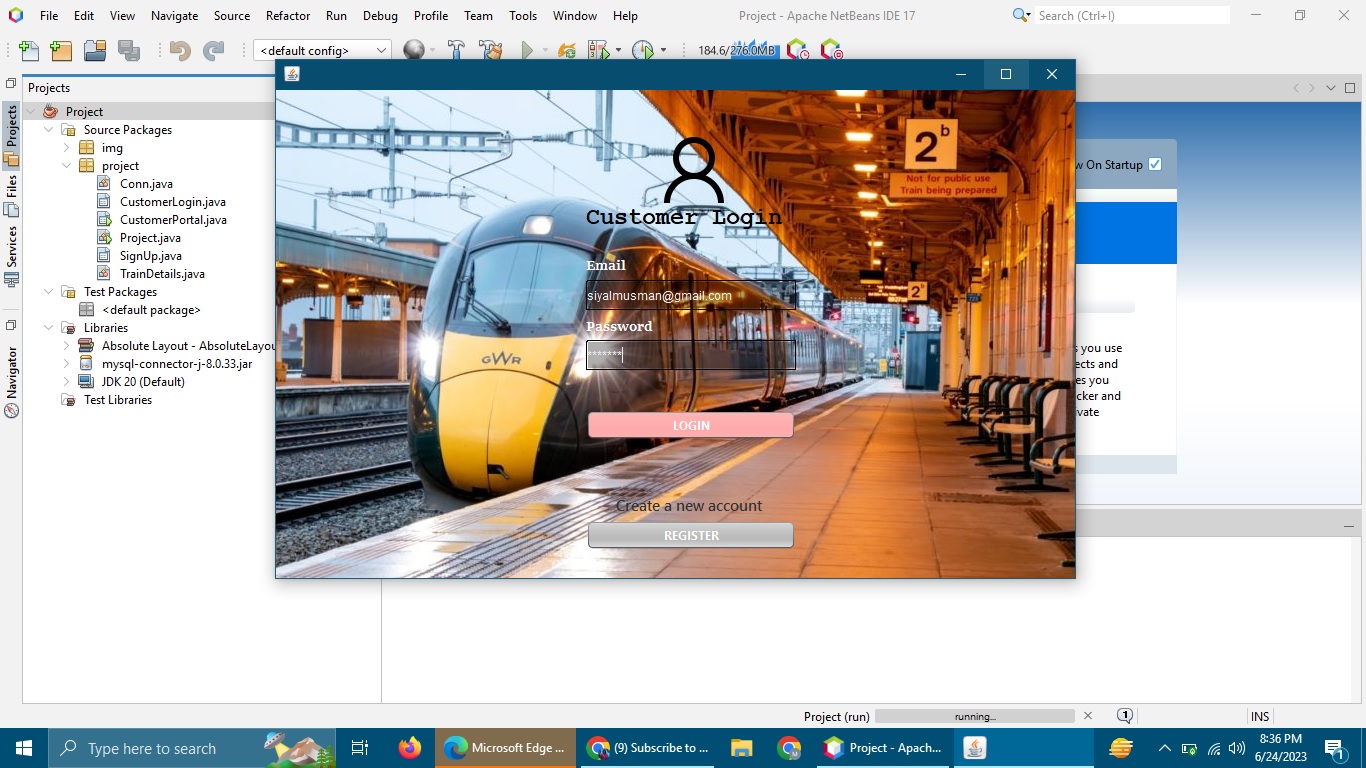 File Edit View Navigate Source Refactor Run Debug Profile Team Tools Window Help
Project - Apache NetBeans IDE 17
Search (Ctrl+I)
<default config>
184.6/276.0MB
Projects
Files
Services
Navigator
Projects
Project
Source Packages
img
project
Conn.java
CustomerLogin.java
CustomerPortal.java
Project.java
SignUp.java
TrainDetails.java
Test Packages
<default package>
Libraries
Absolute Layout - AbsoluteLayou
mysql-connector-j-8.0.33.jar
JDK 20 (Default)
Test Libraries
2b
Not for public use
Train being prepared
2
GWR
Customer Login
Email
siyalmusman@gmail.com
Password
*******
LOGIN
Create a new account
REGISTER
w On Startup
s you use
ects and
es you
cker and
vate
Project (run)
running...
1
INS
Type here to search
Microsoft Edge ...
(9) Subscribe to ...
Project - Apach...
8:36 PM
6/24/2023
1